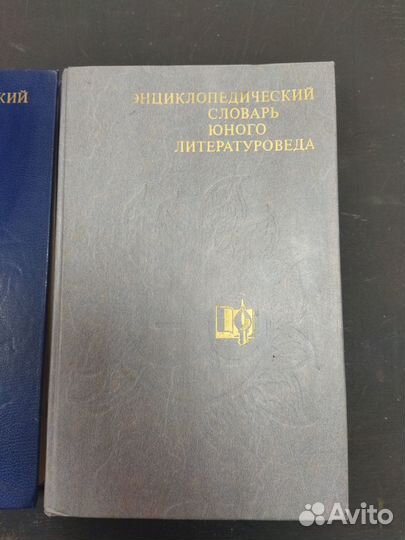 КИЙ
ЭНЦИКЛОПЕДИЧЕСКИЙ
СЛОВАРЬ
ЮНОГО
ЛИТЕРАТУРОВЕДА
Avito